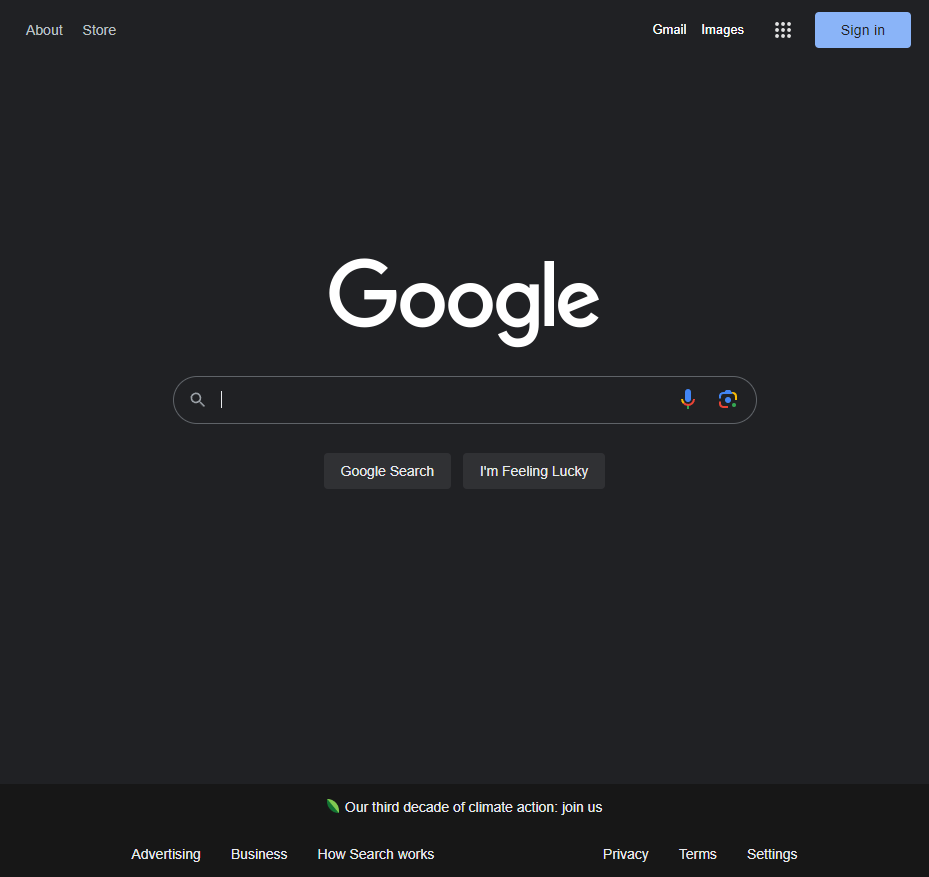 About Store Gmail Images Sign in
Google
Google Search I'm Feeling Lucky
Our third decade of climate action: join us
Advertising Business How Search works Privacy Terms Settings